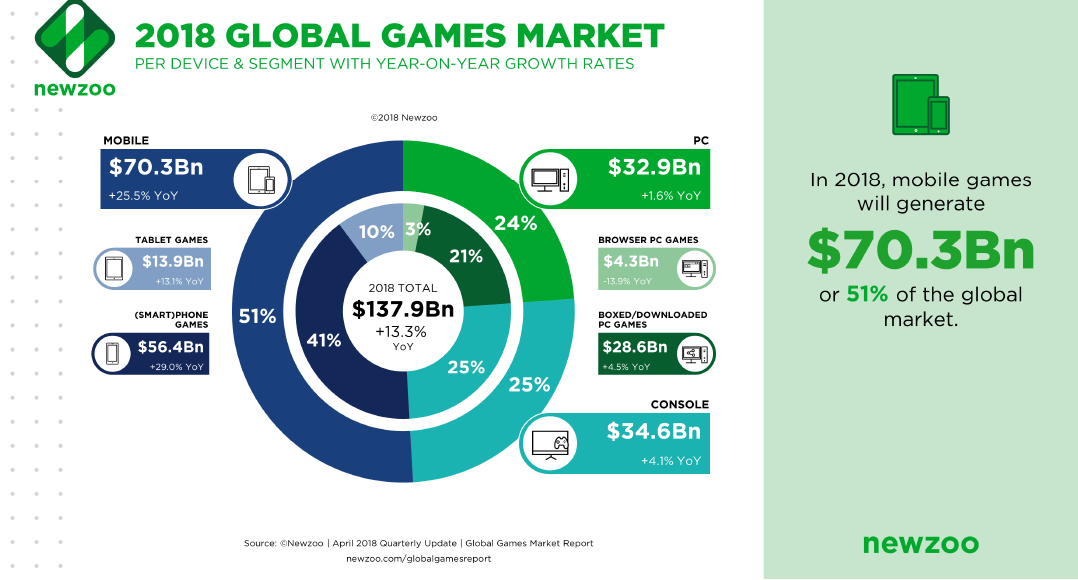 2018 GLOBAL GAMES MARKET
PER DEVICE & SEGMENT WITH YEAR-ON-YEAR GROWTH RATES
newzoo
©2018 Newzoo
MOBILE
$70.3Bn
+25.5% YoY
TABLET GAMES
$13.9Bn
+13.1% YoY
(SMART)PHONE
GAMES
$56.4Bn
+29.0% YoY
51%
10%
3%
24%
21%
41%
25%
25%
2018 TOTAL
$137.9Bn
+13.3%
YoY
PC
$32.9Bn
+1.6% YoY
BROWSER PC GAMES
$4.3Bn
-13.9% YoY
BOXED/DOWNLOADED
PC GAMES
$28.6Bn
+4.5% YoY
CONSOLE
$34.6Bn
+4.1% YoY
Source: ©Newzoo | April 2018 Quarterly Update | Global Games Market Report
newzoo.com/globalgamesreport
In 2018, mobile games
will generate
$70.3Bn
or 51% of the global
market.
newzoo